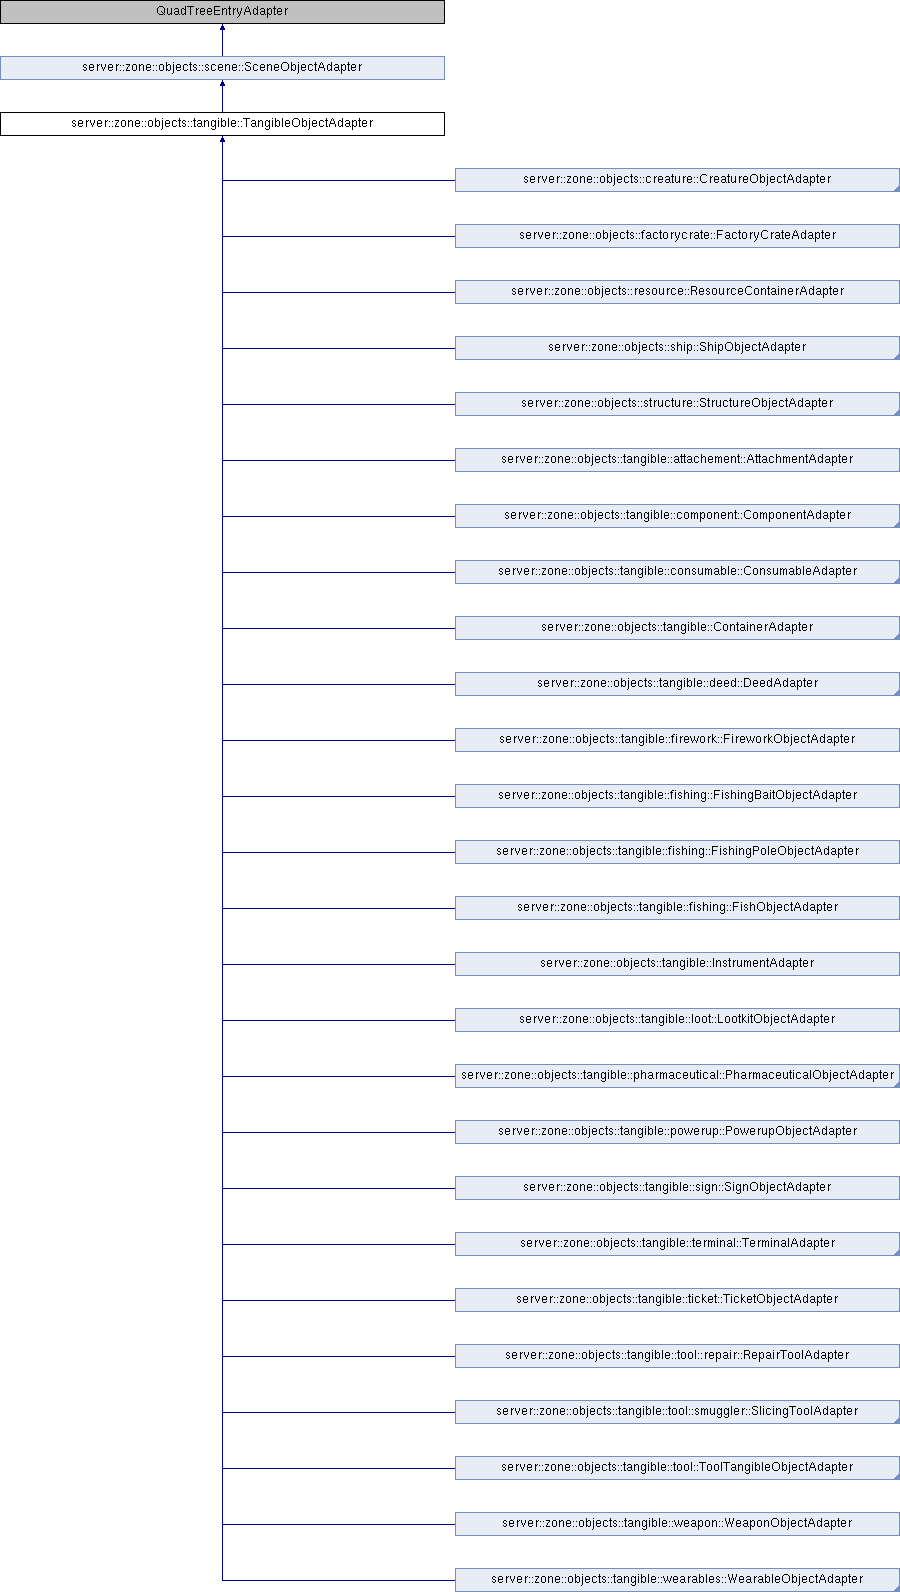 QuadTreeEntryAdapter
server::zone::objects::scene::SceneObjectAdapter
server::zone::objects::tangible::TangibleObjectAdapter
server::zone::objects::creature::CreatureObjectAdapter
server::zone::objects::factorycrate::FactoryCrateAdapter
server::zone::objects::resource::ResourceContainerAdapter
server::zone::objects::ship::ShipObjectAdapter
server::zone::objects::structure::StructureObjectAdapter
server::zone::objects::tangible::attachement::AttachmentAdapter
server::zone::objects::tangible::component::ComponentAdapter
server::zone::objects::tangible::consumable::ConsumableAdapter
server::zone::objects::tangible::ContainerAdapter
server::zone::objects::tangible::deed::DeedAdapter
server::zone::objects::tangible::firework::FireworkObjectAdapter
server::zone::objects::tangible::fishing::FishingBaitObjectAdapter
server::zone::objects::tangible::fishing::FishingPoleObjectAdapter
server::zone::objects::tangible::fishing::FishObjectAdapter
server::zone::objects::tangible::InstrumentAdapter
server::zone::objects::tangible::loot::LootkitObjectAdapter
server::zone::objects::tangible::pharmaceutical::PharmaceuticalObjectAdapter
server::zone::objects::tangible::powerup::PowerupObjectAdapter
server::zone::objects::tangible::sign::SignObjectAdapter
server::zone::objects::tangible::terminal::TerminalAdapter
server::zone::objects::tangible::ticket::TicketObjectAdapter
server::zone::objects::tangible::tool::repair::RepairToolAdapter
server::zone::objects::tangible::tool::smuggler::SlicingToolAdapter
server::zone::objects::tangible::tool::ToolTangibleObjectAdapter
server::zone::objects::tangible::weapon::WeaponObjectAdapter
server::zone::objects::tangible::wearables::WearableObjectAdapter